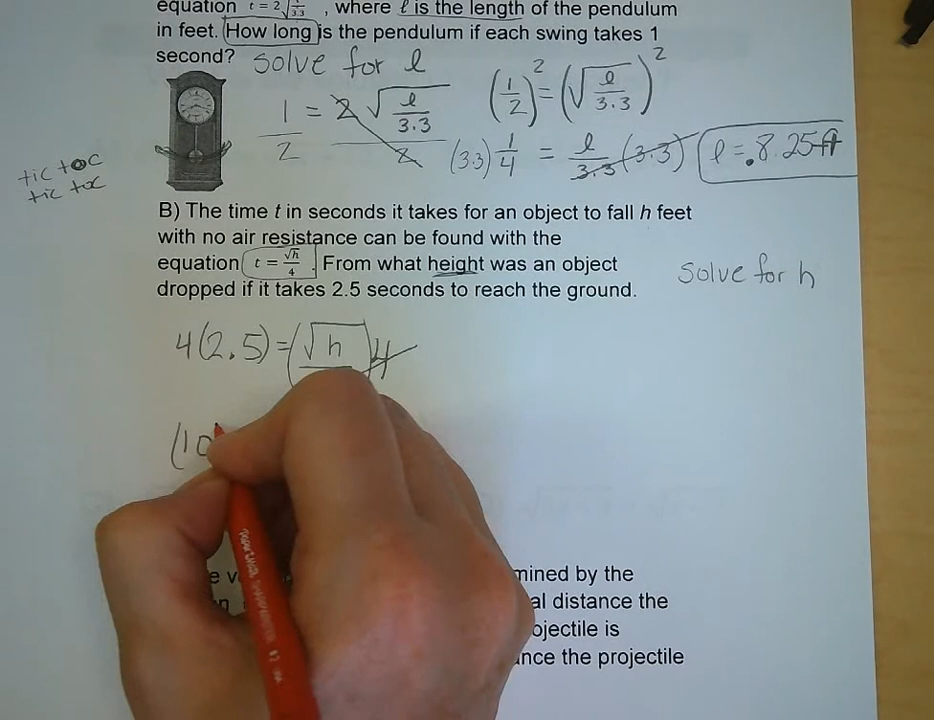 equation t = 2√ℓ/3.3 , where ℓ is the length of the pendulum
in feet. How long is the pendulum if each swing takes 1
second? solve for ℓ
1/2 = 2√ℓ/3.3 / 2 (1/2)² = (√ℓ/3.3)²
(3.3) 1/4 = ℓ/3.3 (3.3) ℓ = .825ft
tic toc
tic toc
B) The time t in seconds it takes for an object to fall h feet
with no air resistance can be found with the
equation t = √h/4 . From what height was an object
dropped if it takes 2.5 seconds to reach the ground.
solve for h
4(2.5) = (√h )4
(10
mined by the
al distance the
ojectile is
nce the projectile